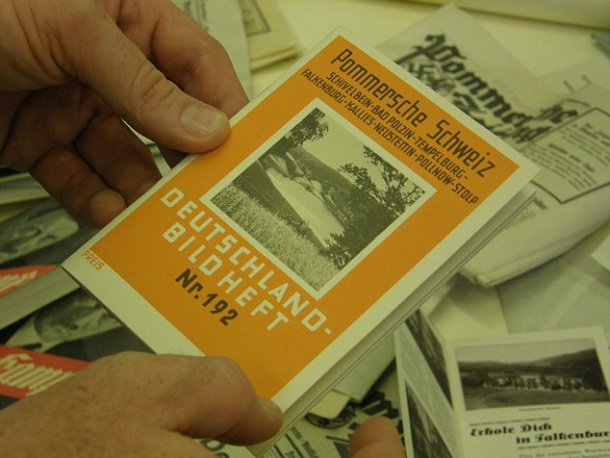 Pommersche Schweiz
SCHIVELBEIN-BAD POLZIN-TEMPELBURG-
FALKENBURG-KALLIES-NEUSTETTIN-POLLNOW-STOLP
DEUTSCHLAND-
BILDHEFT
Nr. 192
PREIS
Erhole Dich
in Falkenburg